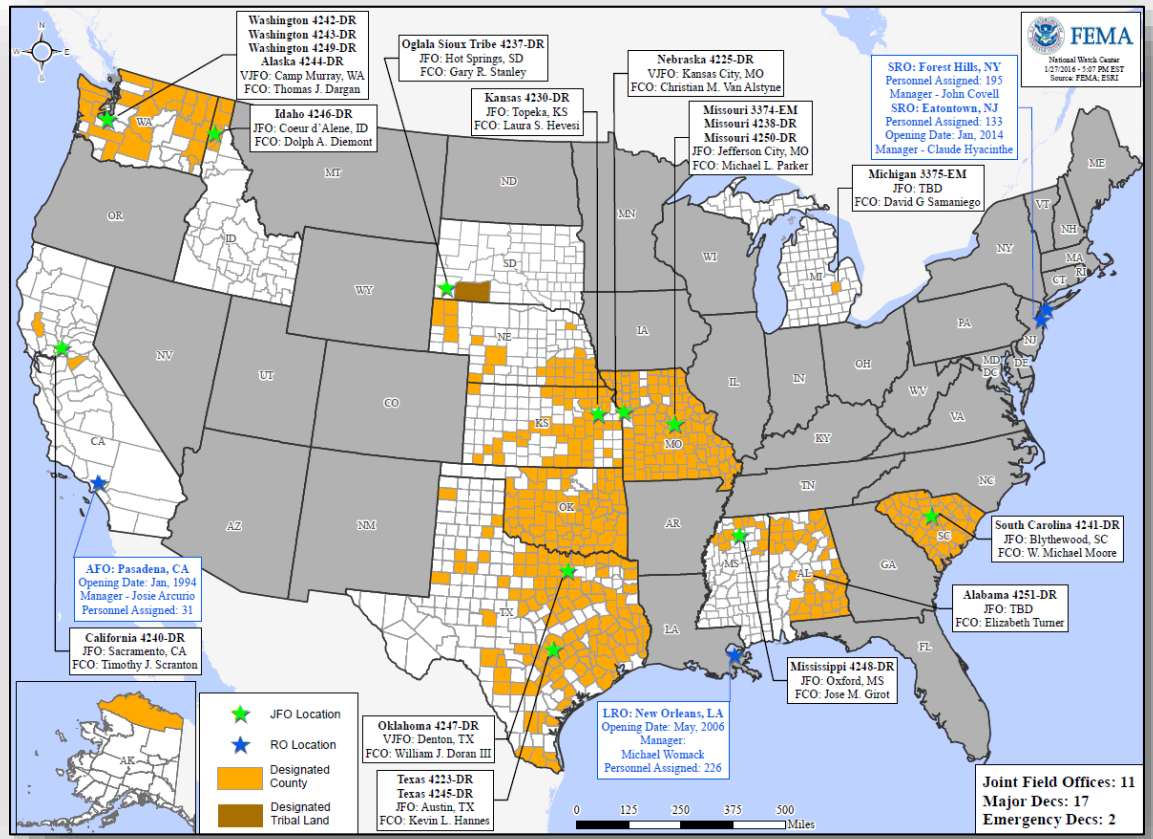 FEMA
National Watch Center
1/27/2016 - 5:07 PM EST
Source: FEMA; ESRI
N
W
E
S
Washington 4242-DR
Washington 4243-DR
Washington 4249-DR
Alaska 4244-DR
VJFO: Camp Murray, WA
FCO: Thomas J. Dargan
Idaho 4246-DR
JFO: Coeur d'Alene, ID
FCO: Dolph A. Diemont
Oglala Sioux Tribe 4237-DR
JFO: Hot Springs, SD
FCO: Gary R. Stanley
Kansas 4230-DR
JFO: Topeka, KS
FCO: Laura S. Hevesi
Nebraska 4225-DR
VJFO: Kansas City, MO
FCO: Christian M. Van Alstyne
Missouri 3374-EM
Missouri 4238-DR
Missouri 4250-DR
JFO: Jefferson City, MO
FCO: Michael L. Parker
SRO: Forest Hills, NY
Personnel Assigned: 195
Manager - John Covell
SRO: Eatontown, NJ
Personnel Assigned: 133
Opening Date: Jan, 2014
Manager - Claude Hyacinthe
Michigan 3375-EM
JFO: TBD
FCO: David G Samaniego
WA
OR
ID
MT
ND
MN
WI
MI
SD
WY
NE
IA
NV
UT
CO
CA
KS
MO
IL
IN
OH
PA
NY
VT
NH
ME
MA
RI
CT
NJ
MD
DE
DC
WV
VA
KY
TN
NC
SC
GA
AL
MS
AR
LA
OK
TX
NM
AZ
FL
AK
South Carolina 4241-DR
JFO: Blythewood, SC
FCO: W. Michael Moore
Alabama 4251-DR
JFO: TBD
FCO: Elizabeth Turner
Mississippi 4248-DR
JFO: Oxford, MS
FCO: Jose M. Girot
AFO: Pasadena, CA
Opening Date: Jan, 1994
Manager - Josie Arcurio
Personnel Assigned: 31
California 4240-DR
JFO: Sacramento, CA
FCO: Timothy J. Scranton
LRO: New Orleans, LA
Opening Date: May, 2006
Manager:
Michael Womack
Personnel Assigned: 226
Oklahoma 4247-DR
VJFO: Denton, TX
FCO: William J. Doran III
Texas 4223-DR
Texas 4245-DR
JFO: Austin, TX
FCO: Kevin L. Hannes
JFO Location
RO Location
Designated
County
Designated
Tribal Land
0 125 250 375 500
Miles
Joint Field Offices: 11
Major Decs: 17
Emergency Decs: 2